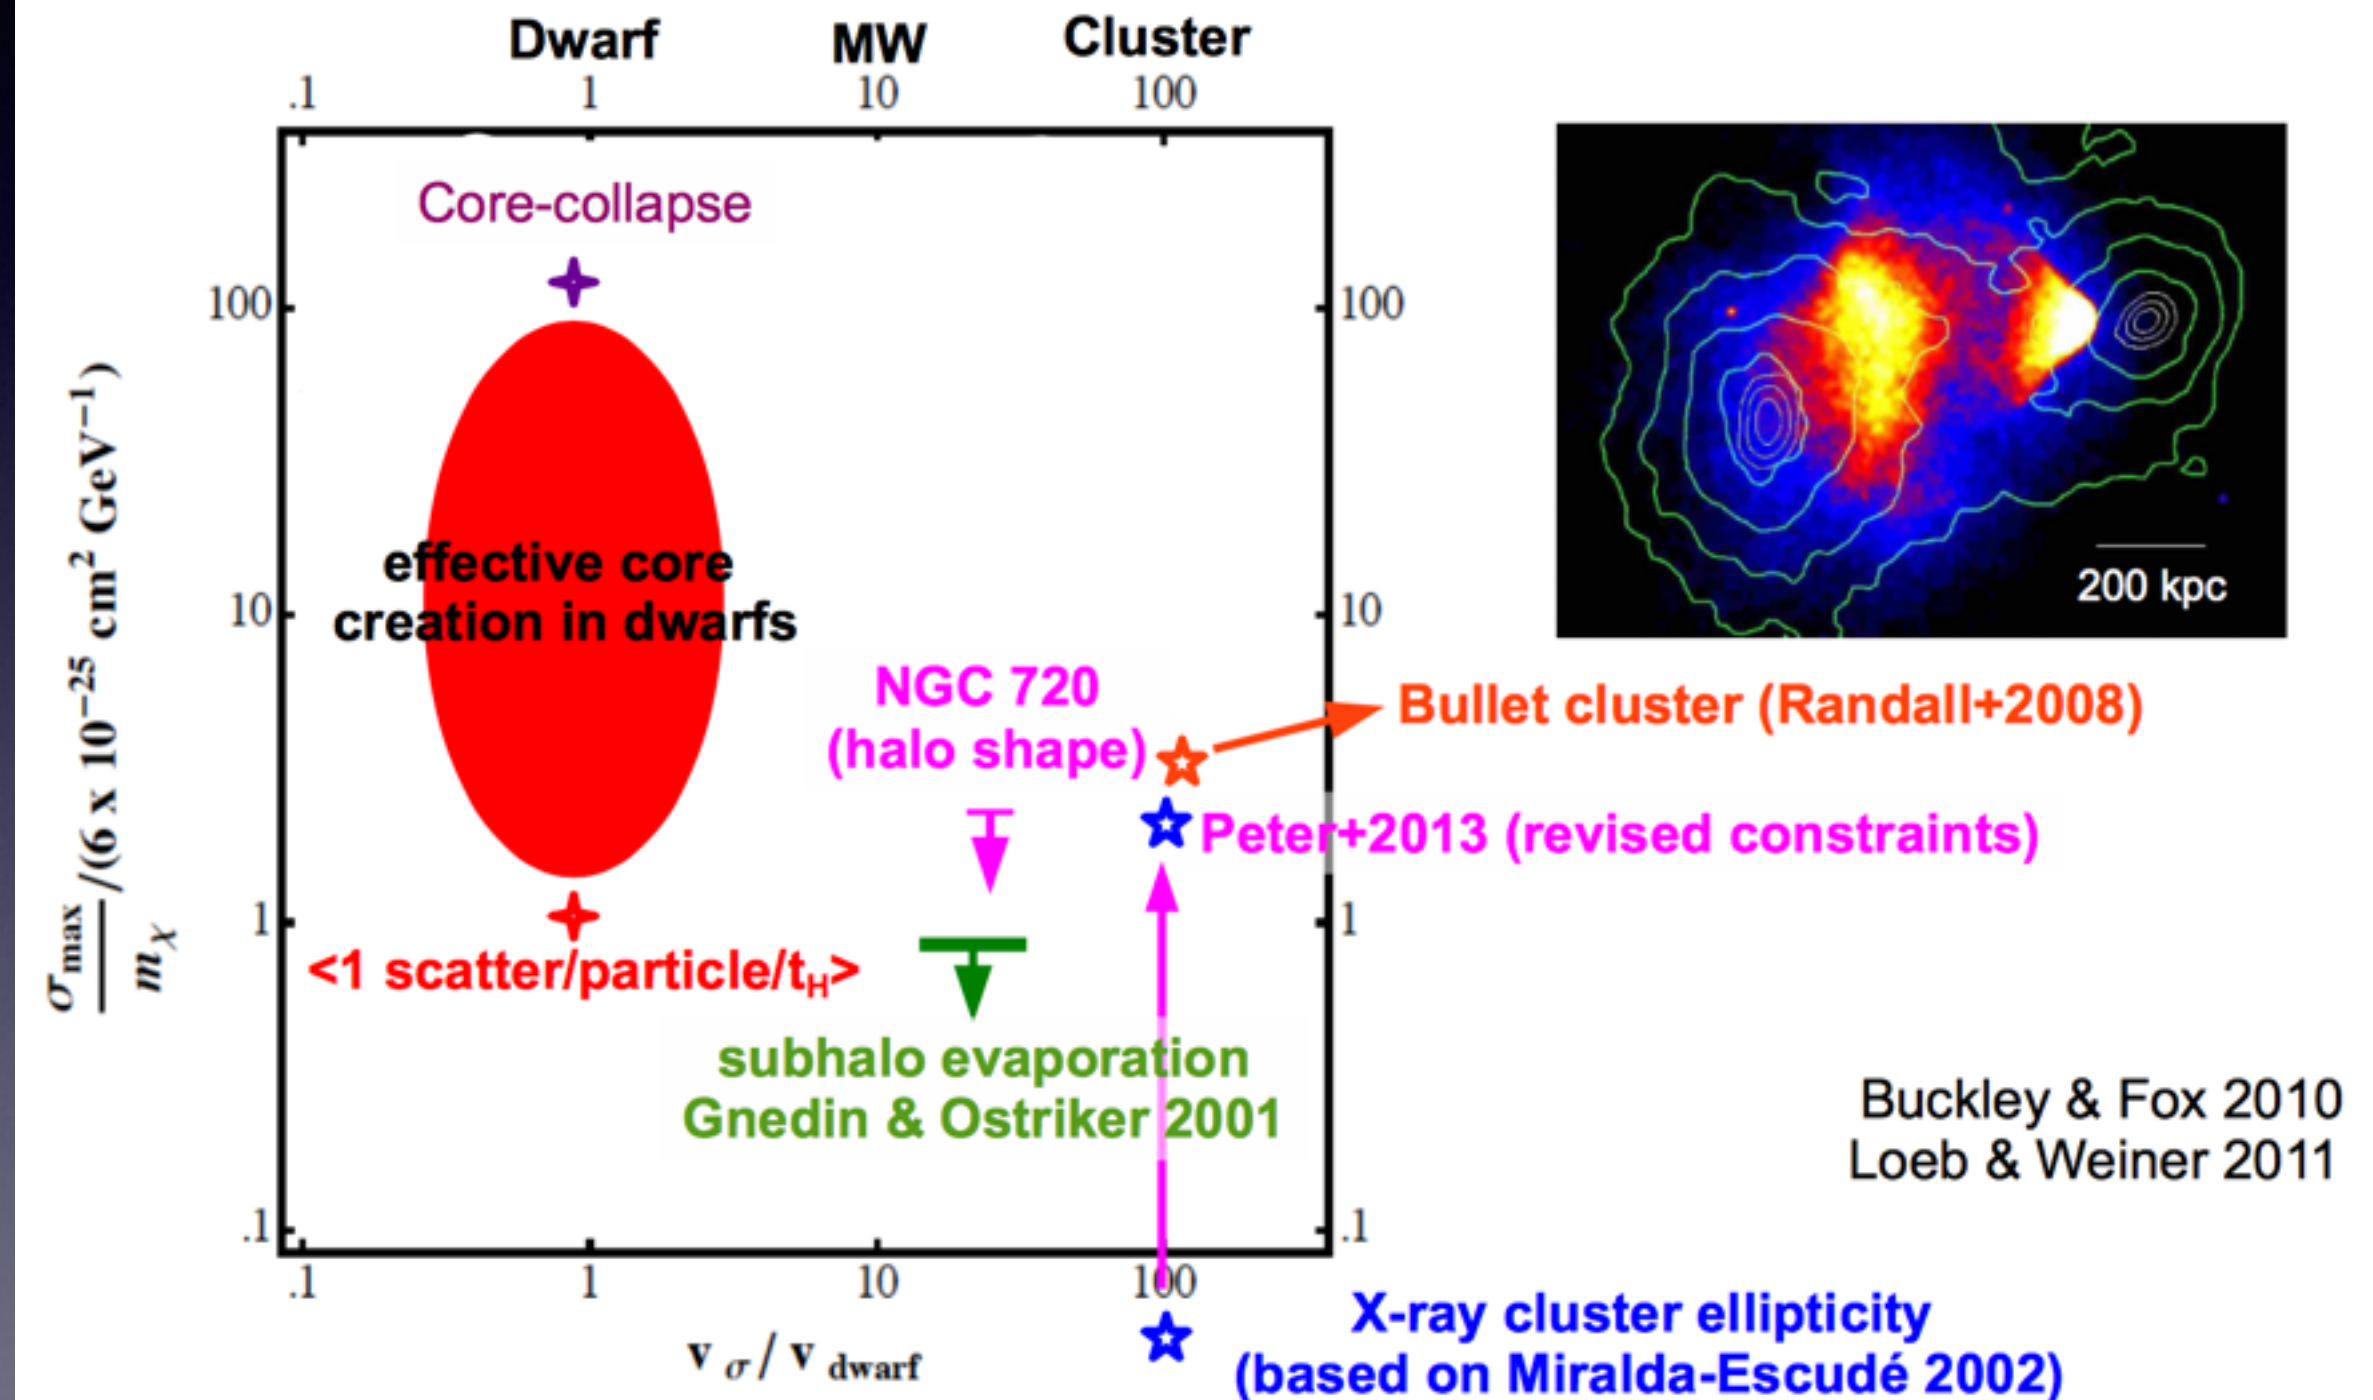 Dwarf MW Cluster
.1 1 10 100
Core-collapse
100 100
effective core
creation in dwarfs
10 10
200 kpc
NGC 720
(halo shape)
Bullet cluster (Randall+2008)
Peter+2013 (revised constraints)
1 1
<1 scatter/particle/tH>
subhalo evaporation
Gnedin & Ostriker 2001
Buckley & Fox 2010
Loeb & Weiner 2011
.1 .1
.1 1 10 100
σmax/mχ /(6 x 10⁻²⁵ cm² GeV⁻¹)
v σ / v dwarf
X-ray cluster ellipticity
(based on Miralda-Escudé 2002)